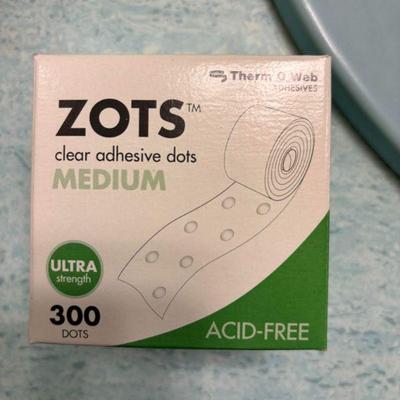 Therm O Web
ADHESIVES
ZOTS™
clear adhesive dots
MEDIUM
ULTRA
strength
300
DOTS
ACID-FREE